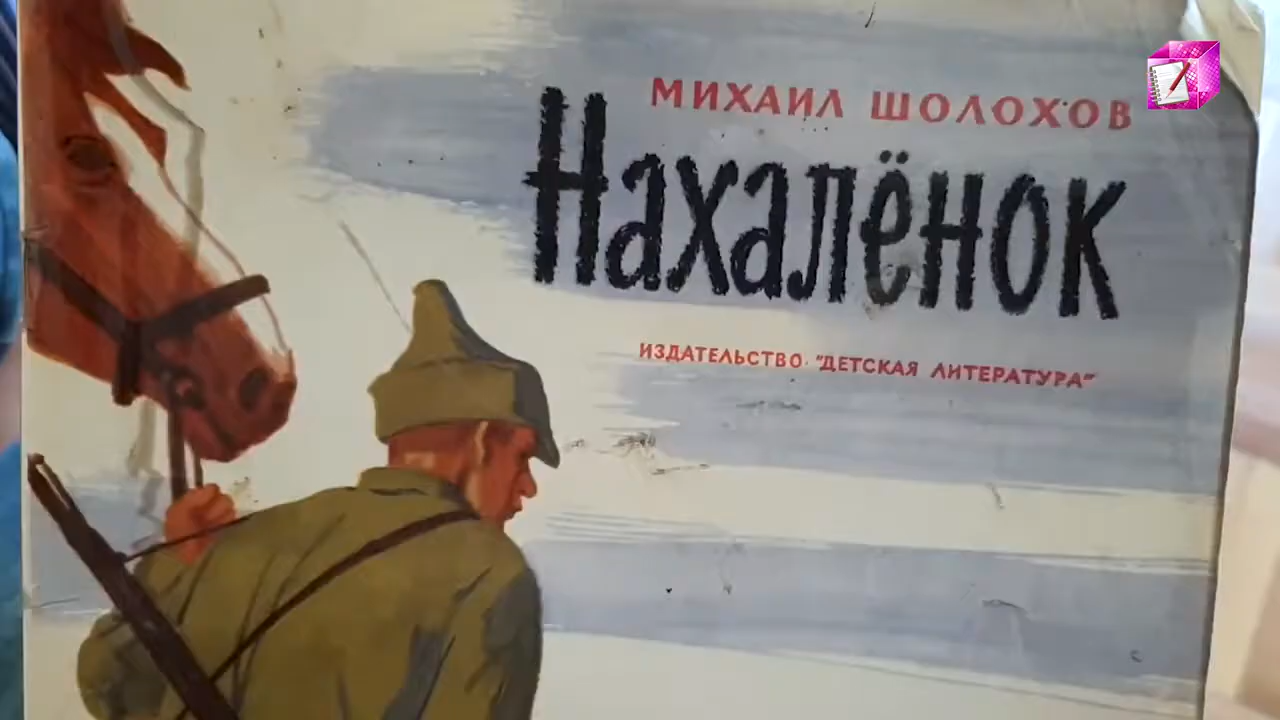 МИХАИЛ ШОЛОХОВ
Нахалёнок
ИЗДАТЕЛЬСТВО "ДЕТСКАЯ ЛИТЕРАТУРА"